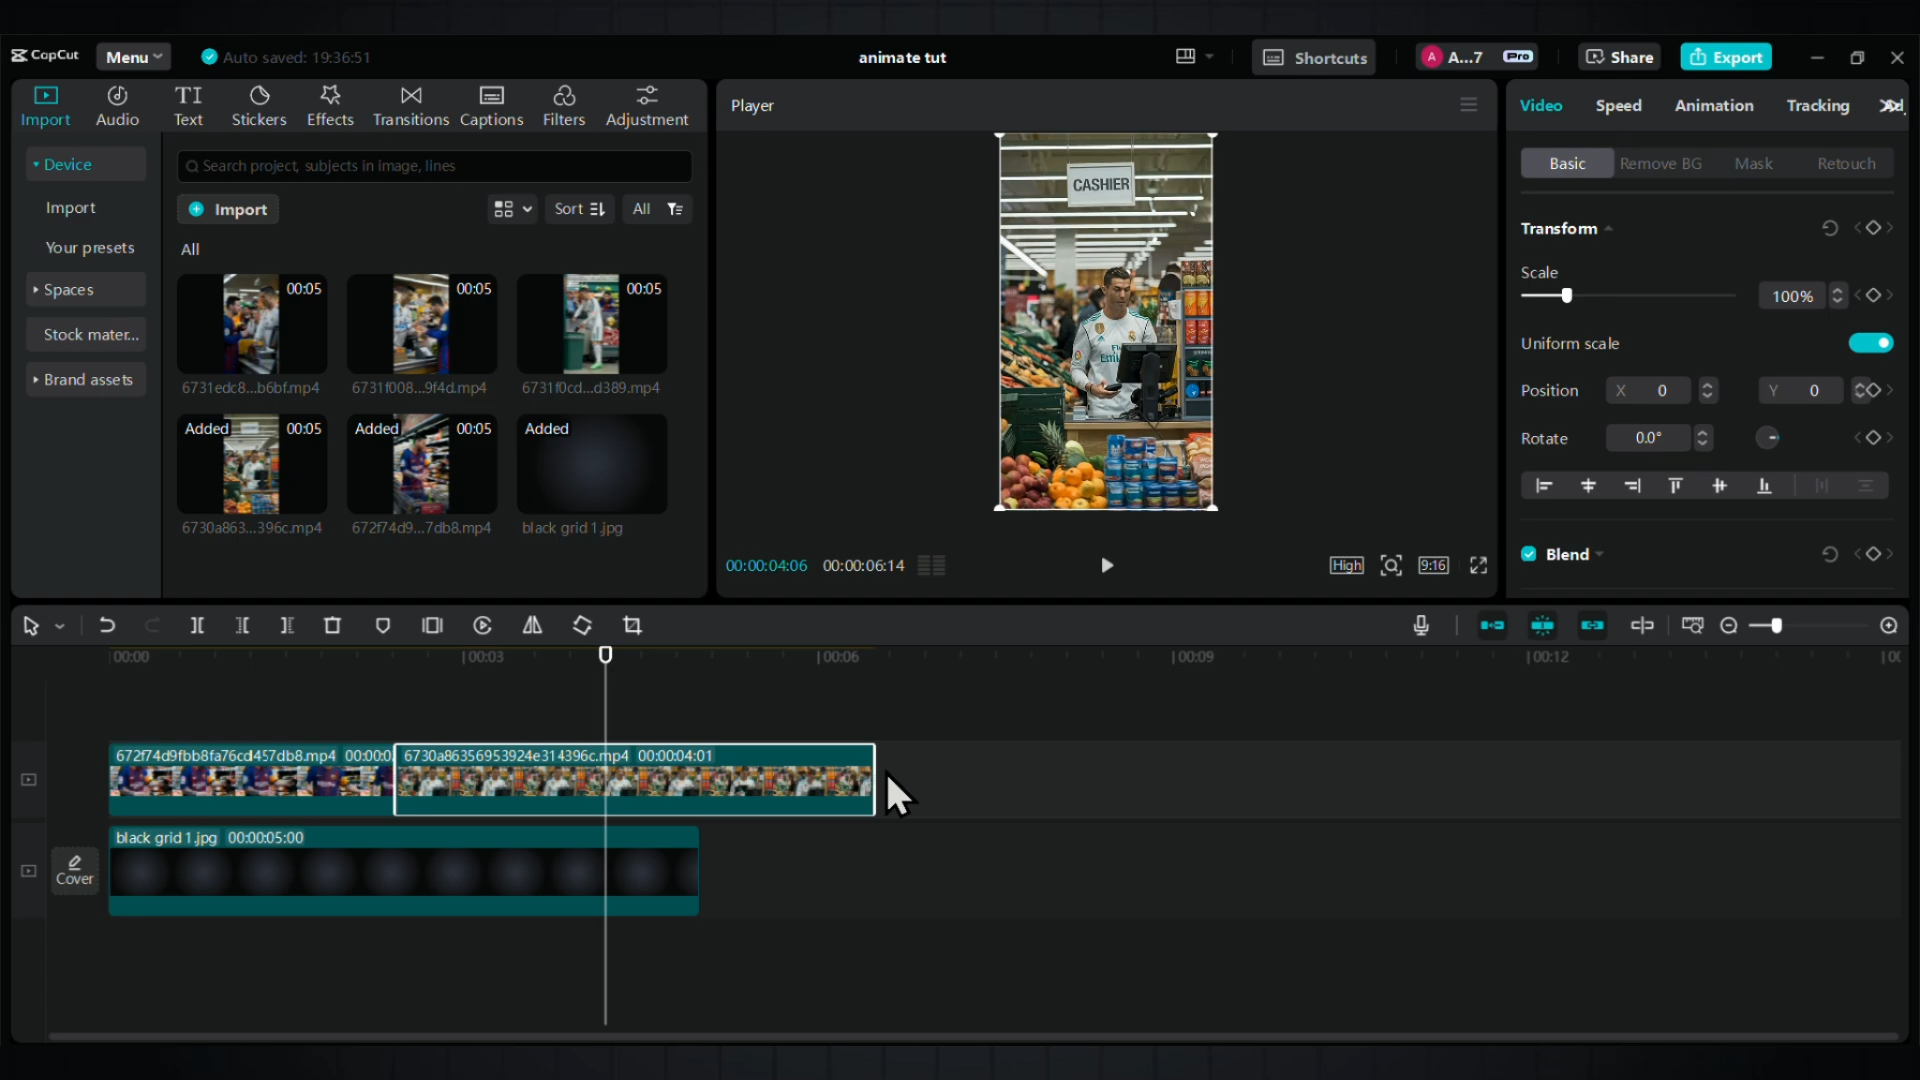 CapCut
Menu
Auto saved: 19:36:51
animate tut
Shortcuts
A
A...7
Pro
Share
Export
Import
Audio
TI
Text
Stickers
Effects
Transitions
Captions
Filters
Adjustment
Device
Import
Your presets
Spaces
Stock mater...
Brand assets
Search project, subjects in image, lines
Import
Sort
All
All
00:05
00:05
00:05
6731edc8...b6bf.mp4
6731f008...9f4d.mp4
6731f0cd...d389.mp4
Added
00:05
Added
00:05
Added
6730a863...396c.mp4
672f74d9...7db8.mp4
black grid 1.jpg
Player
CASHIER
00:00:04:06
00:00:06:14
High
9:16
Video
Speed
Animation
Tracking
Basic
Remove BG
Mask
Retouch
Transform
Scale
100%
Uniform scale
Position
X
0
Y
0
Rotate
0.0°
Blend
00:00
00:03
00:06
00:09
00:12
672f74d9fbb8fa76cd457db8.mp4 00:00:0
6730a86356953924e314396c.mp4 00:00:04:01
black grid 1.jpg 00:00:05:00
Cover